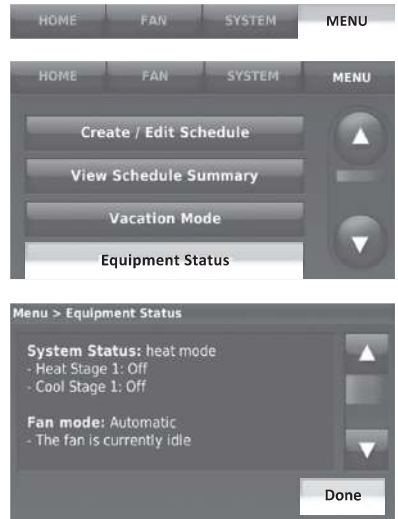 HOME FAN SYSTEM MENU
HOME FAN SYSTEM MENU
Create / Edit Schedule
View Schedule Summary
Vacation Mode
Equipment Status
Menu > Equipment Status
System Status: heat mode
- Heat Stage 1: Off
- Cool Stage 1: Off
Fan mode: Automatic
- The fan is currently idle
Done